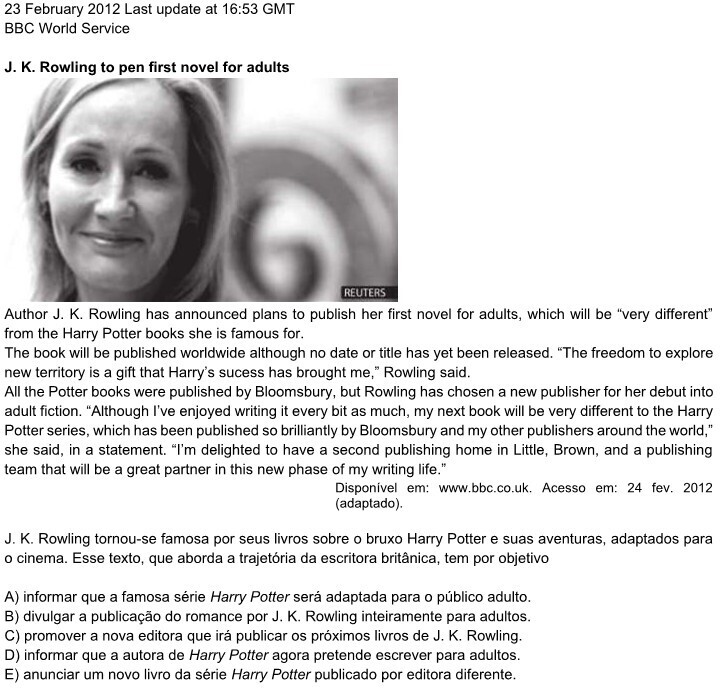 23 February 2012 Last update at 16:53 GMT
BBC World Service
J. K. Rowling to pen first novel for adults
REUTERS
Author J. K. Rowling has announced plans to publish her first novel for adults, which will be “very different”
from the Harry Potter books she is famous for.
The book will be published worldwide although no date or title has yet been released. “The freedom to explore
new territory is a gift that Harry’s sucess has brought me,” Rowling said.
All the Potter books were published by Bloomsbury, but Rowling has chosen a new publisher for her debut into
adult fiction. “Although I’ve enjoyed writing it every bit as much, my next book will be very different to the Harry
Potter series, which has been published so brilliantly by Bloomsbury and my other publishers around the world,”
she said, in a statement. “I’m delighted to have a second publishing home in Little, Brown, and a publishing
team that will be a great partner in this new phase of my writing life.”
Disponível em: www.bbc.co.uk. Acesso em: 24 fev. 2012
(adaptado).
J. K. Rowling tornou-se famosa por seus livros sobre o bruxo Harry Potter e suas aventuras, adaptados para
o cinema. Esse texto, que aborda a trajetória da escritora britânica, tem por objetivo
A) informar que a famosa série Harry Potter será adaptada para o público adulto.
B) divulgar a publicação do romance por J. K. Rowling inteiramente para adultos.
C) promover a nova editora que irá publicar os próximos livros de J. K. Rowling.
D) informar que a autora de Harry Potter agora pretende escrever para adultos.
E) anunciar um novo livro da série Harry Potter publicado por editora diferente.